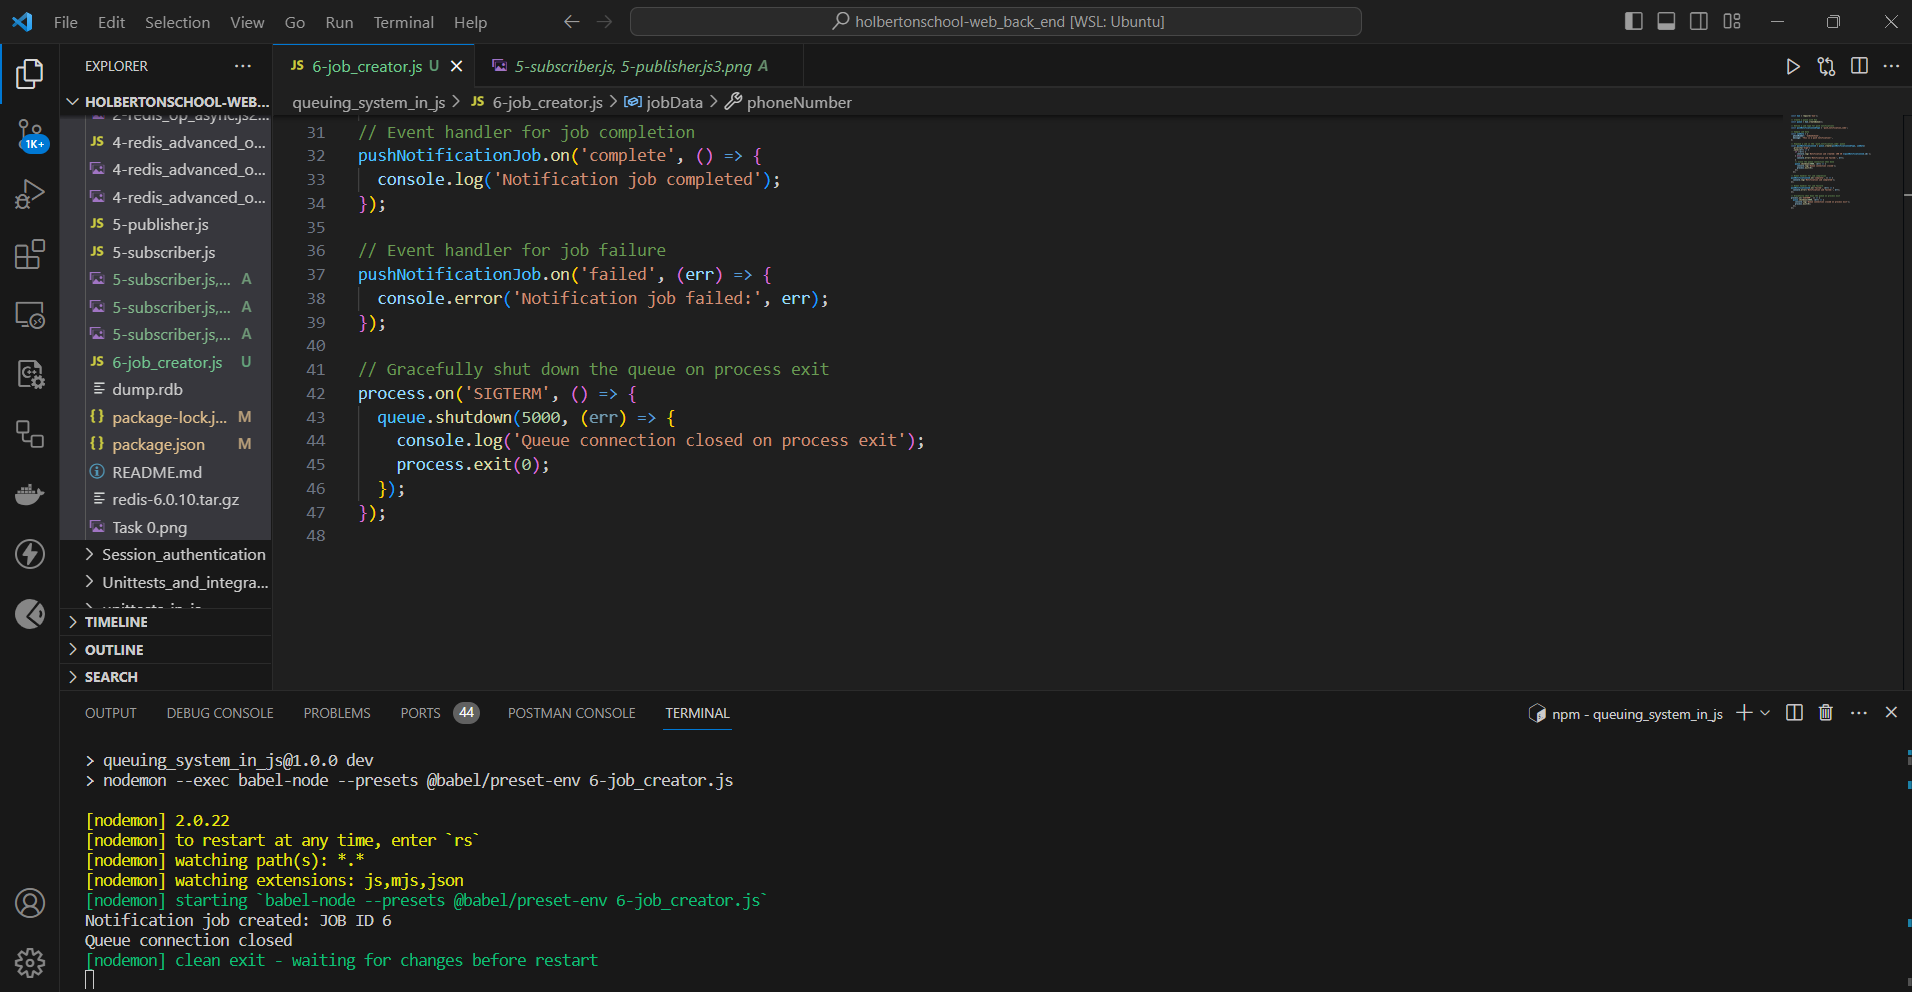 File Edit Selection View Go Run Terminal Help
holbertonschool-web_back_end [WSL: Ubuntu]
EXPLORER ···
JS 6-job_creator.js U
5-subscriber.js, 5-publisher.js3.png A
HOLBERTONSCHOOL-WEB...
queuing_system_in_js > JS 6-job_creator.js > jobData > phoneNumber
2-redis_op_async.js2...
JS 4-redis_advanced_o...
4-redis_advanced_o...
4-redis_advanced_o...
JS 5-publisher.js
JS 5-subscriber.js
5-subscriber.js,... A
5-subscriber.js,... A
5-subscriber.js,... A
JS 6-job_creator.js U
dump.rdb
{} package-lock.j... M
{} package.json M
README.md
redis-6.0.10.tar.gz
Task 0.png
Session_authentication
Unittests_and_integra...
unittests_in_js
TIMELINE
OUTLINE
SEARCH
1K+
31 // Event handler for job completion
32 pushNotificationJob.on('complete', () => {
33 console.log('Notification job completed');
34 });
35
36 // Event handler for job failure
37 pushNotificationJob.on('failed', (err) => {
38 console.error('Notification job failed:', err);
39 });
40
41 // Gracefully shut down the queue on process exit
42 process.on('SIGTERM', () => {
43 queue.shutdown(5000, (err) => {
44 console.log('Queue connection closed on process exit');
45 process.exit(0);
46 });
47 });
48
OUTPUT DEBUG CONSOLE PROBLEMS PORTS 44 POSTMAN CONSOLE TERMINAL
npm - queuing_system_in_js
> queuing_system_in_js@1.0.0 dev
> nodemon --exec babel-node --presets @babel/preset-env 6-job_creator.js
[nodemon] 2.0.22
[nodemon] to restart at any time, enter `rs`
[nodemon] watching path(s): *.*
[nodemon] watching extensions: js,mjs,json
[nodemon] starting `babel-node --presets @babel/preset-env 6-job_creator.js`
Notification job created: JOB ID 6
Queue connection closed
[nodemon] clean exit - waiting for changes before restart